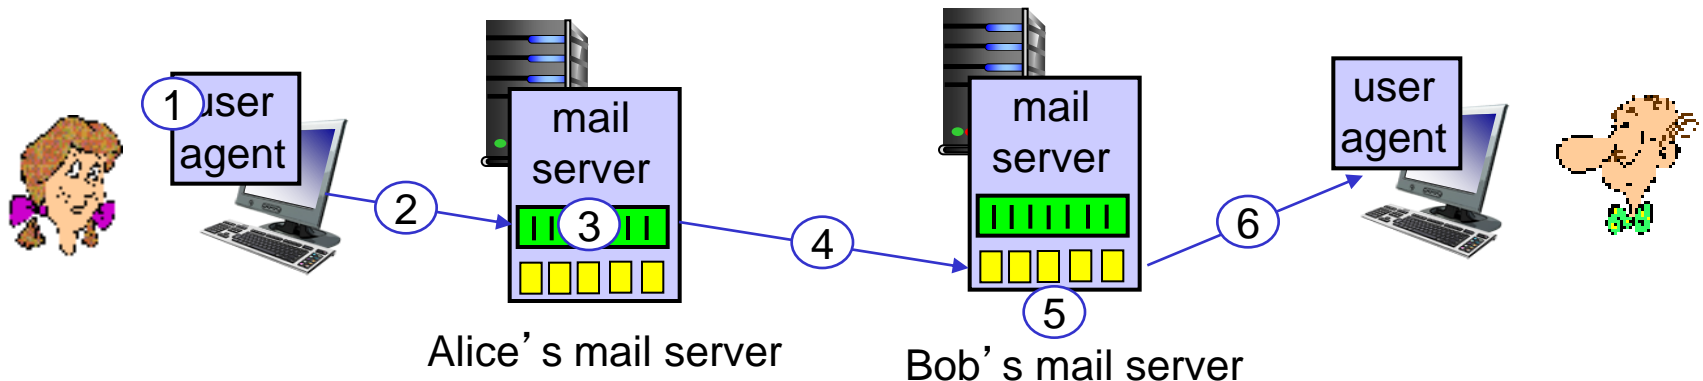 1 user
agent
2
mail
server
3
Alice's mail server
4
mail
server
5
Bob's mail server
6
user
agent